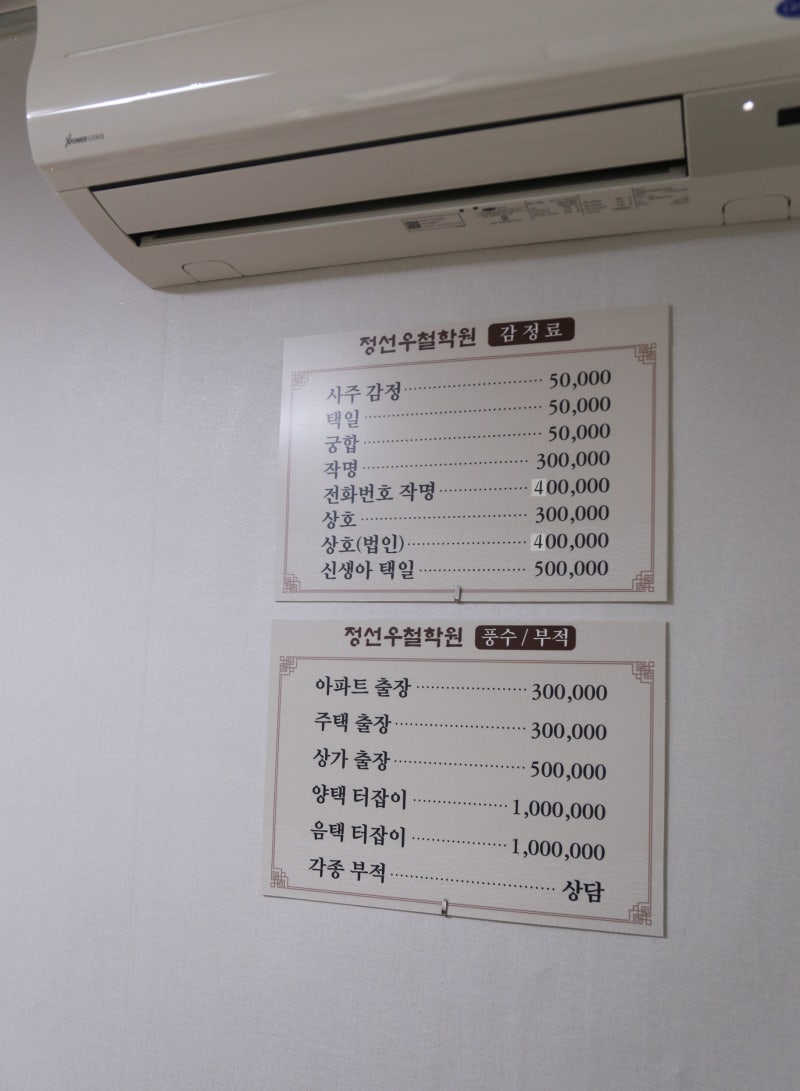 XPOWER GOLD
정선우철학원 감정료
사주 감정 50,000
택일 50,000
궁합 50,000
작명 300,000
전화번호 작명 400,000
상호 300,000
상호(법인) 400,000
신생아 택일 500,000
정선우철학원 풍수 / 부적
아파트 출장 300,000
주택 출장 300,000
상가 출장 500,000
양택 터잡이 1,000,000
음택 터잡이 1,000,000
각종 부적 상담